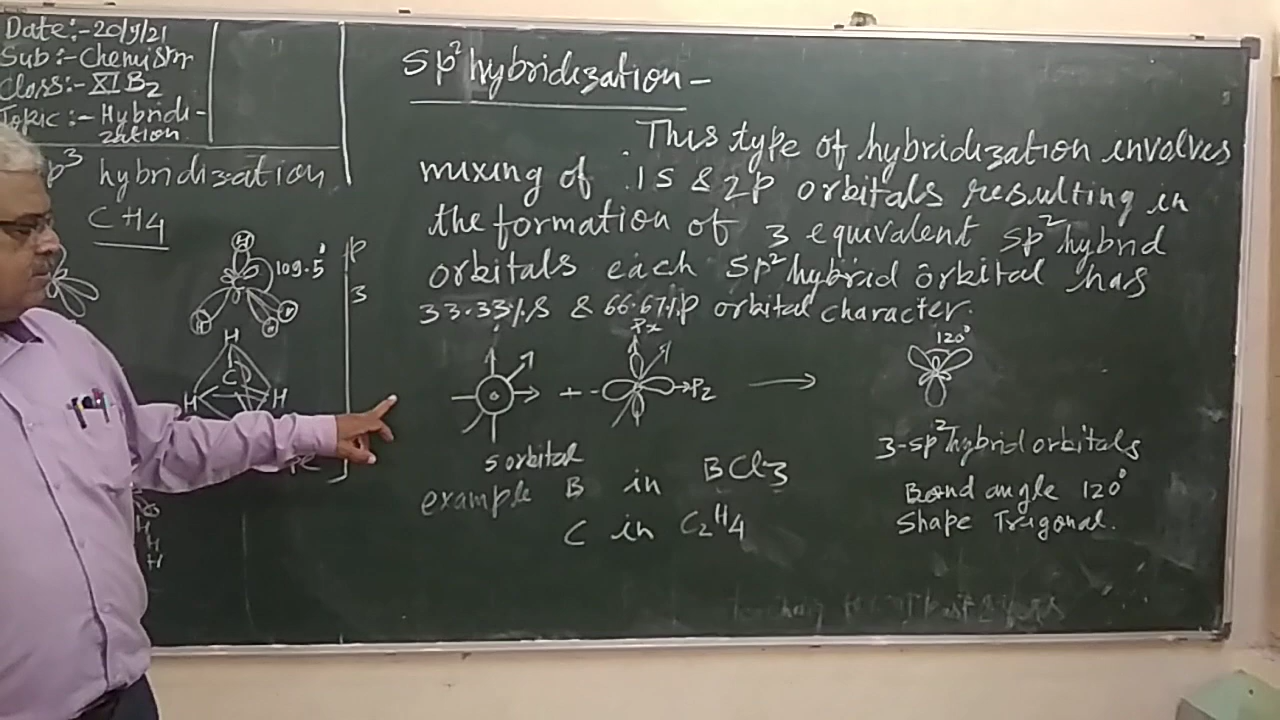 Date:-20/9/21
Sub:-Chemistr
Class:-XI B₂
Topic:-Hybridi-
zation.
p³ hybridization
CH₄
H
109.5°
H
H
H
H
C
H
H
H
H
H
sp² hybridization -
This type of hybridization involves
mixing of 1s & 2p orbitals resulting in
the formation of 3 equivalent sp² hybrid
orbitals each sp² hybrid orbital has
33.33% s & 66.67% p orbital character.
Px
+
Pz
120°
s orbital
3-sp² hybrid orbitals
example B in BCl₃
Bond angle 120°
C in C₂H₄
Shape Trigonal.